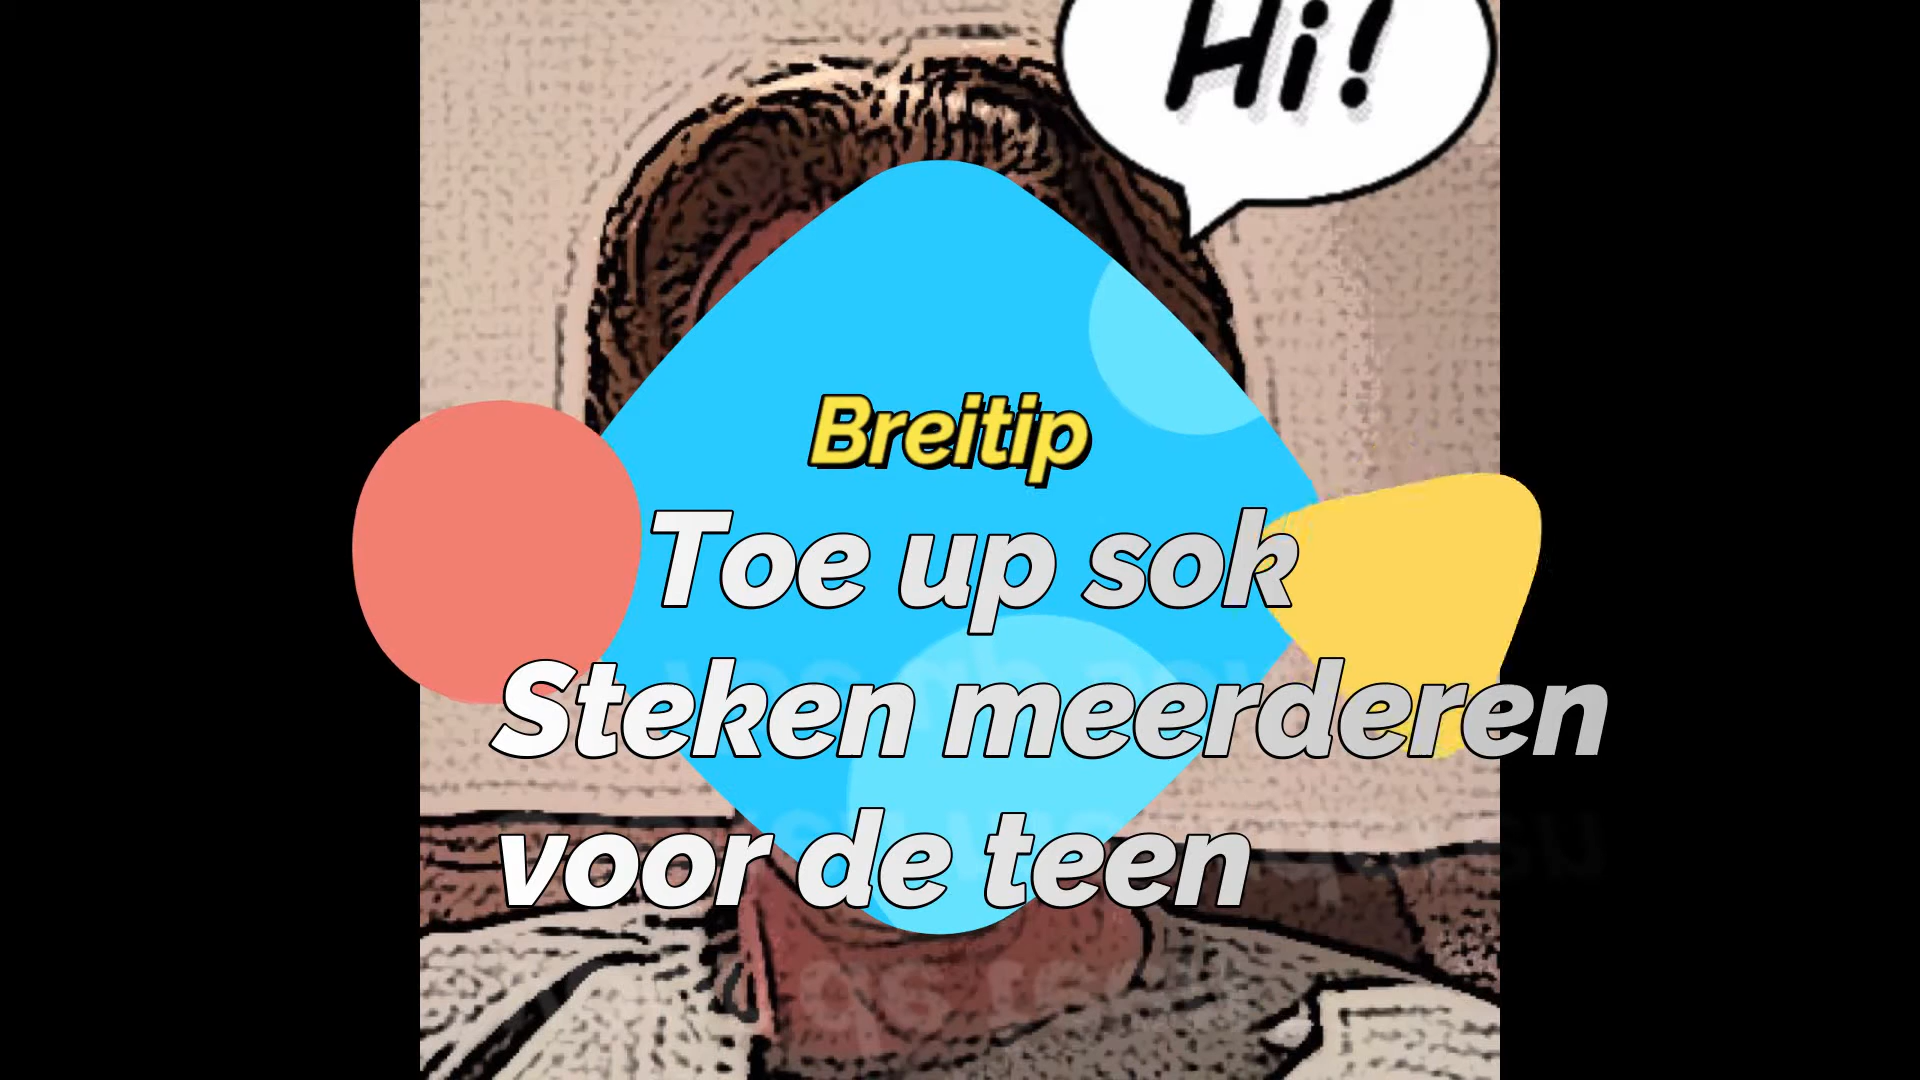 Hi!
Breitip
Toe up sok
Steken meerderen
voor de teen